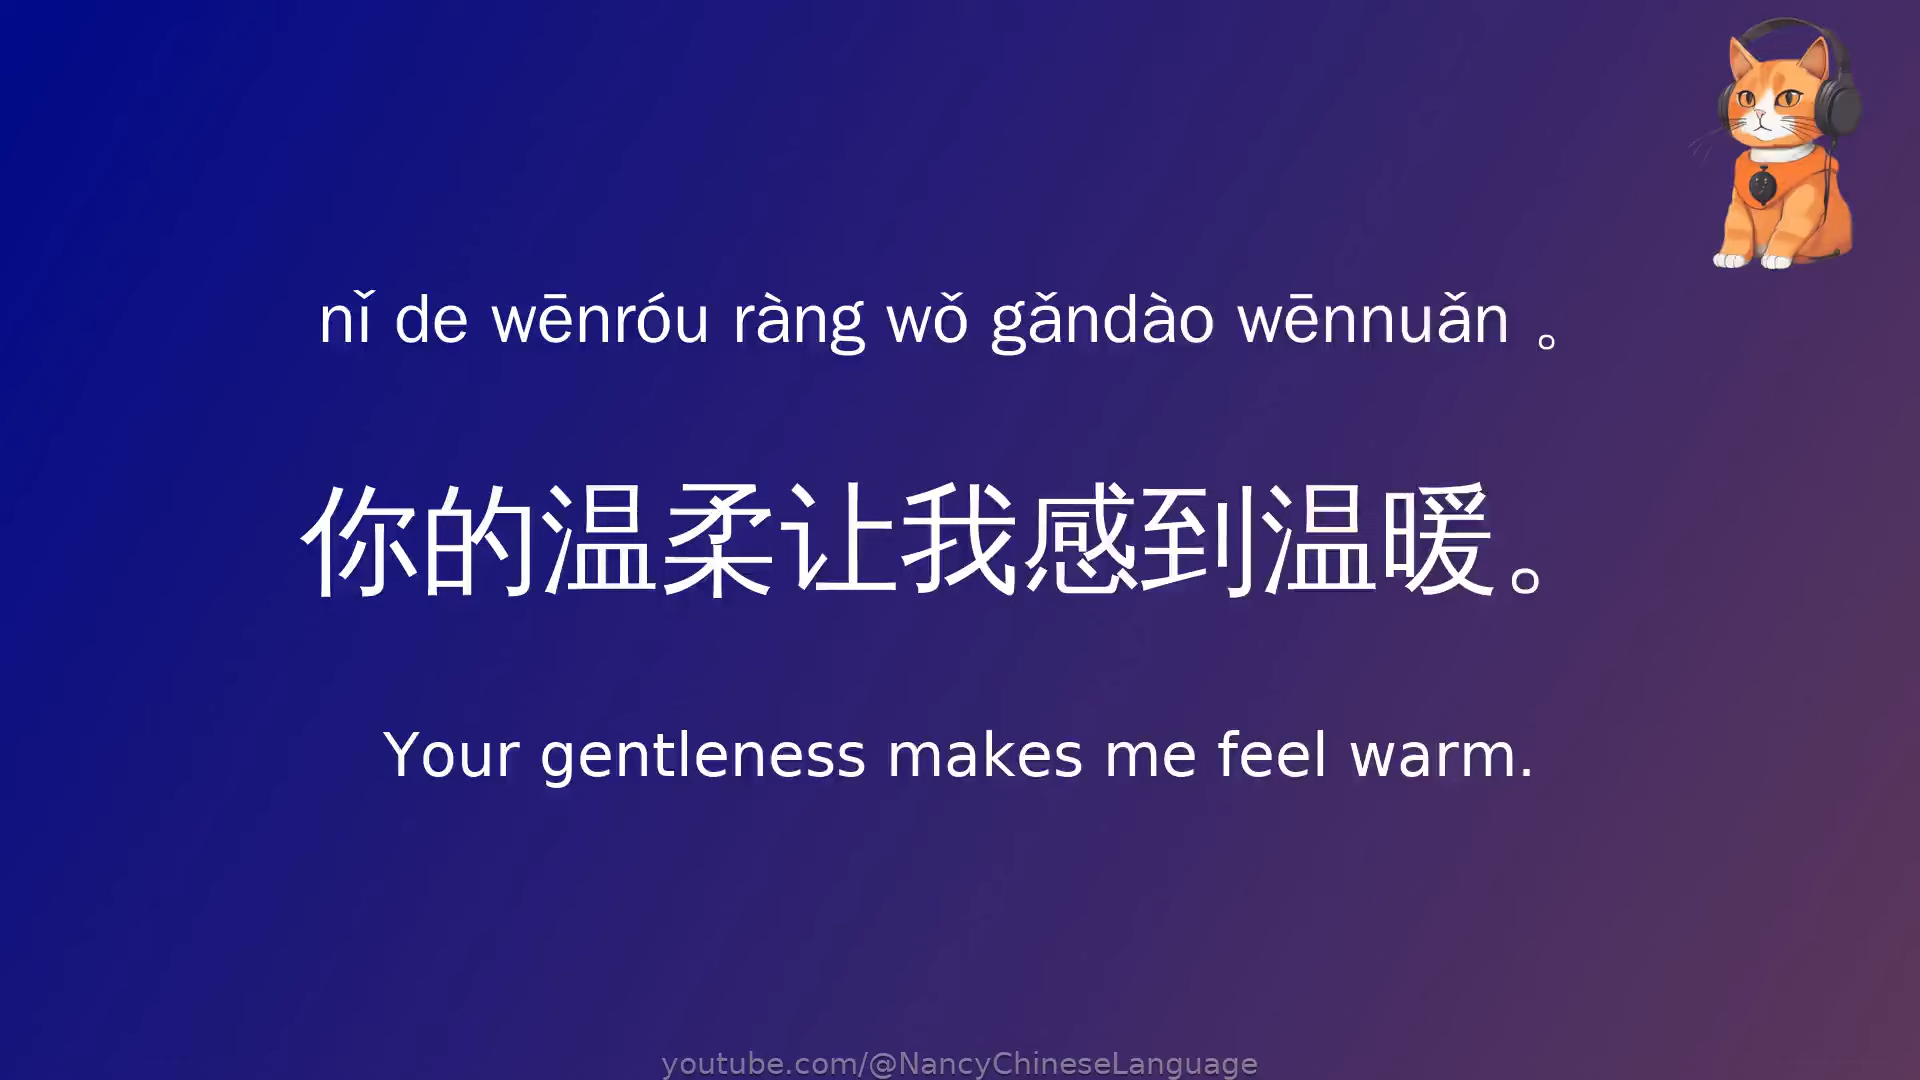 nǐ de wēnróu ràng wǒ gǎndào wēnnuǎn 。
你的温柔让我感到温暖。
Your gentleness makes me feel warm.
youtube.com/@NancyChineseLanguage